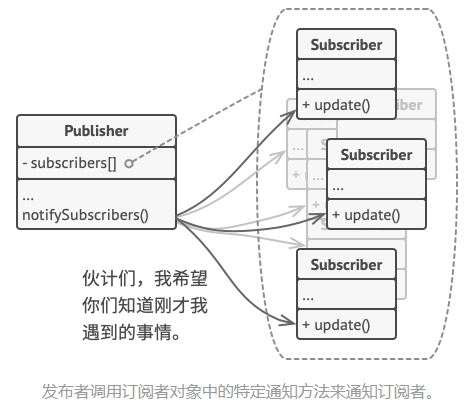 Publisher
- subscribers[]
...
notifySubscribers()
伙计们，我希望
你们知道刚才我
遇到的事情。
Subscriber
...
+ update()
Subscriber
...
+ update()
Subscriber
...
+ update()
发布者调用订阅者对象中的特定通知方法来通知订阅者。